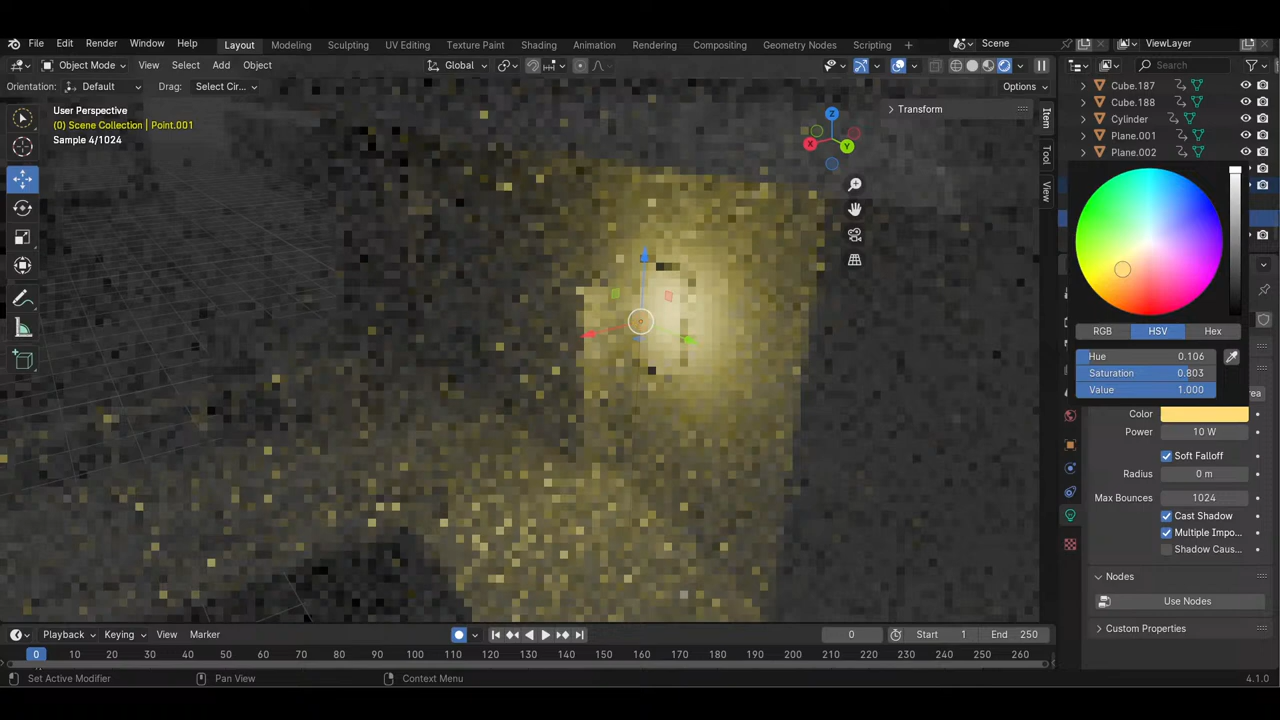 File Edit Render Window Help Layout Modeling Sculpting UV Editing Texture Paint Shading Animation Rendering Compositing Geometry Nodes Scripting + Scene ViewLayer
Object Mode View Select Add Object Global Search
Orientation: Default Drag: Select Cir... Options
User Perspective
(0) Scene Collection | Point.001
Sample 4/1024
Transform
Item
Tool
View
Z
X
Y
Cube.187
Cube.188
Cylinder
Plane.001
Plane.002
RGB HSV Hex
Hue 0.106
Saturation 0.803
Value 1.000
Color
Power 10 W
Soft Falloff
Radius 0 m
Max Bounces 1024
Cast Shadow
Multiple Impo...
Shadow Caus...
Nodes
Use Nodes
Custom Properties
Playback Keying View Marker 0 Start 1 End 250
0 10 20 30 40 50 60 70 80 90 100 110 120 130 140 150 160 170 180 190 200 210 220 230 240 250 260
Set Active Modifier Pan View Context Menu 4.1.0